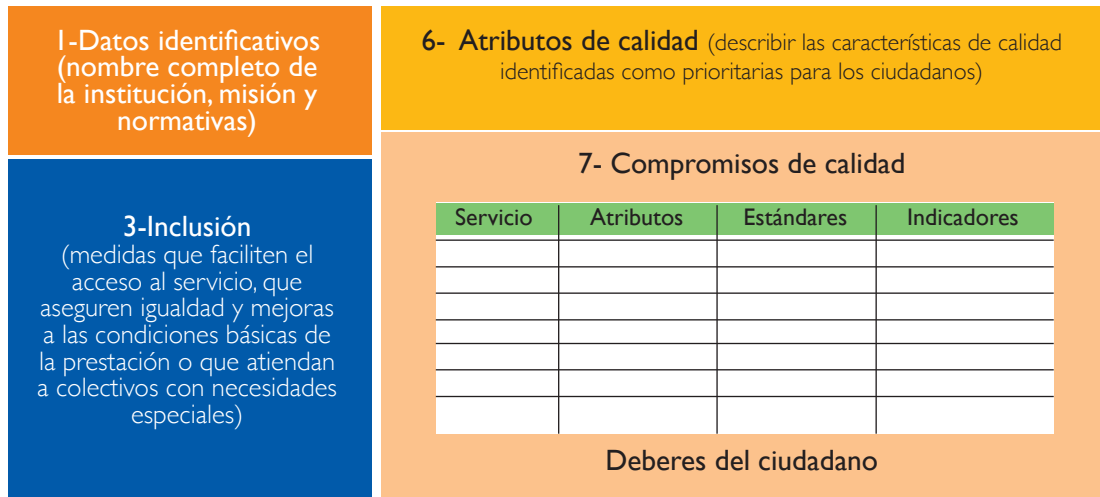 1-Datos identificativos
(nombre completo de
la institución, misión y
normativas)
3-Inclusión
(medidas que faciliten el
acceso al servicio, que
aseguren igualdad y mejoras
a las condiciones básicas de
la prestación o que atiendan
a colectivos con necesidades
especiales)
6- Atributos de calidad (describir las características de calidad
identificadas como prioritarias para los ciudadanos)
7- Compromisos de calidad
Servicio Atributos Estándares Indicadores
Deberes del ciudadano